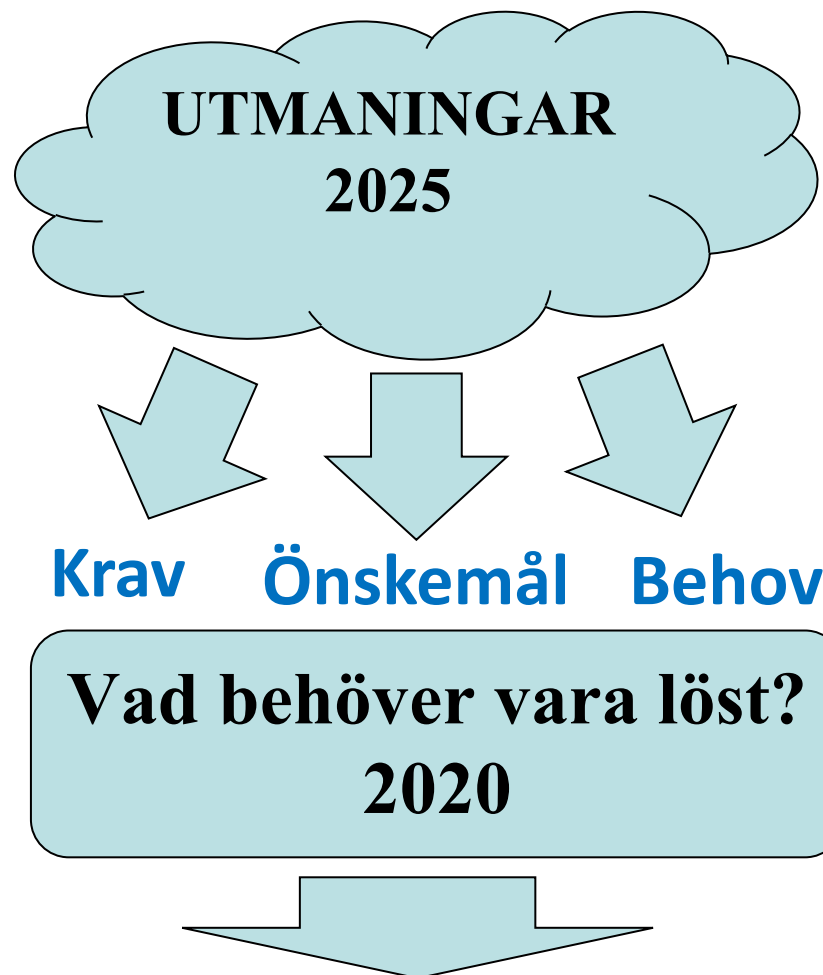 UTMANINGAR
2025
Krav Önskemål Behov
Vad behöver vara löst?
2020